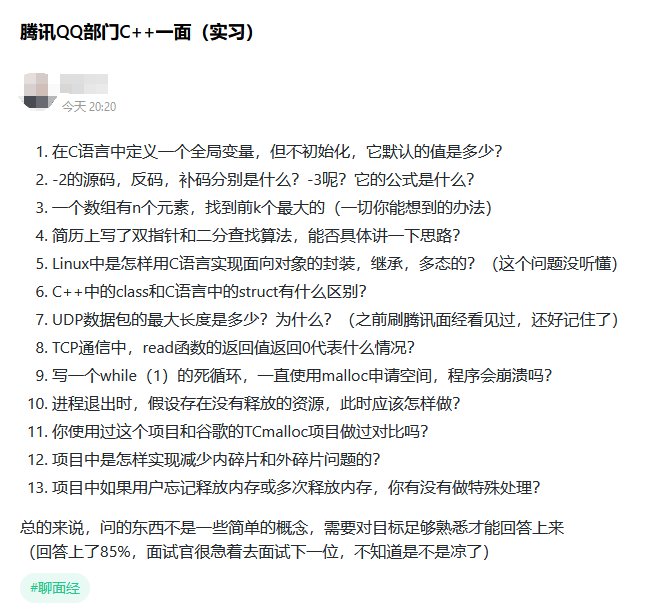 腾讯QQ部门C++一面（实习）
今天 20:20
1. 在C语言中定义一个全局变量，但不初始化，它默认的值是多少？
2. -2的源码，反码，补码分别是什么？-3呢？它的公式是什么？
3. 一个数组有n个元素，找到前k个最大的（一切你能想到的办法）
4. 简历上写了双指针和二分查找算法，能否具体讲一下思路？
5. Linux中是怎样用C语言实现面向对象的封装，继承，多态的？（这个问题没听懂）
6. C++中的class和C语言中的struct有什么区别？
7. UDP数据包的最大长度是多少？为什么？（之前刷腾讯面经看见过，还好记住了）
8. TCP通信中，read函数的返回值返回0代表什么情况？
9. 写一个while（1）的死循环，一直使用malloc申请空间，程序会崩溃吗？
10. 进程退出时，假设存在没有释放的资源，此时应该怎样做？
11. 你使用过这个项目和谷歌的TCmalloc项目做过对比吗？
12. 项目中是怎样实现减少内碎片和外碎片问题的？
13. 项目中如果用户忘记释放内存或多次释放内存，你有没有做特殊处理？
总的来说，问的东西不是一些简单的概念，需要对目标足够熟悉才能回答上来
（回答上了85%，面试官很急着去面试下一位，不知道是不是凉了）
#聊面经